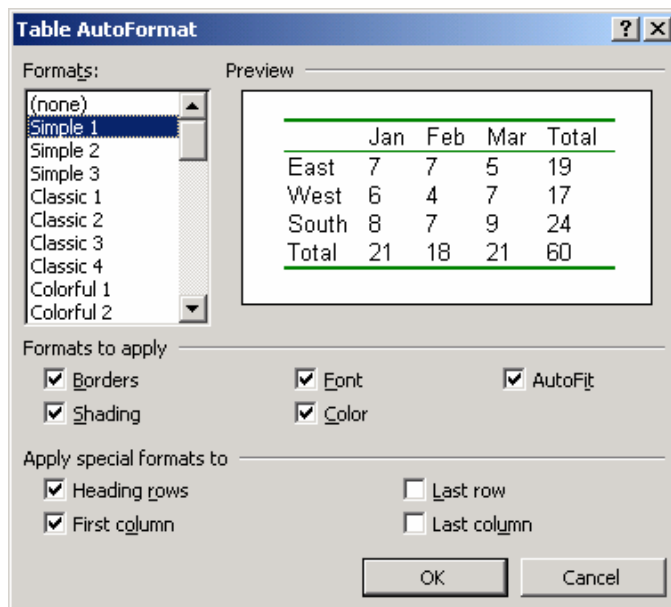 Table AutoFormat
Formats:
(none)
Simple 1
Simple 2
Simple 3
Classic 1
Classic 2
Classic 3
Classic 4
Colorful 1
Colorful 2
Preview
Jan Feb Mar Total
East 7 7 5 19
West 6 4 7 17
South 8 7 9 24
Total 21 18 21 60
Formats to apply
Borders Font AutoFit
Shading Color
Apply special formats to
Heading rows Last row
First column Last column
OK Cancel